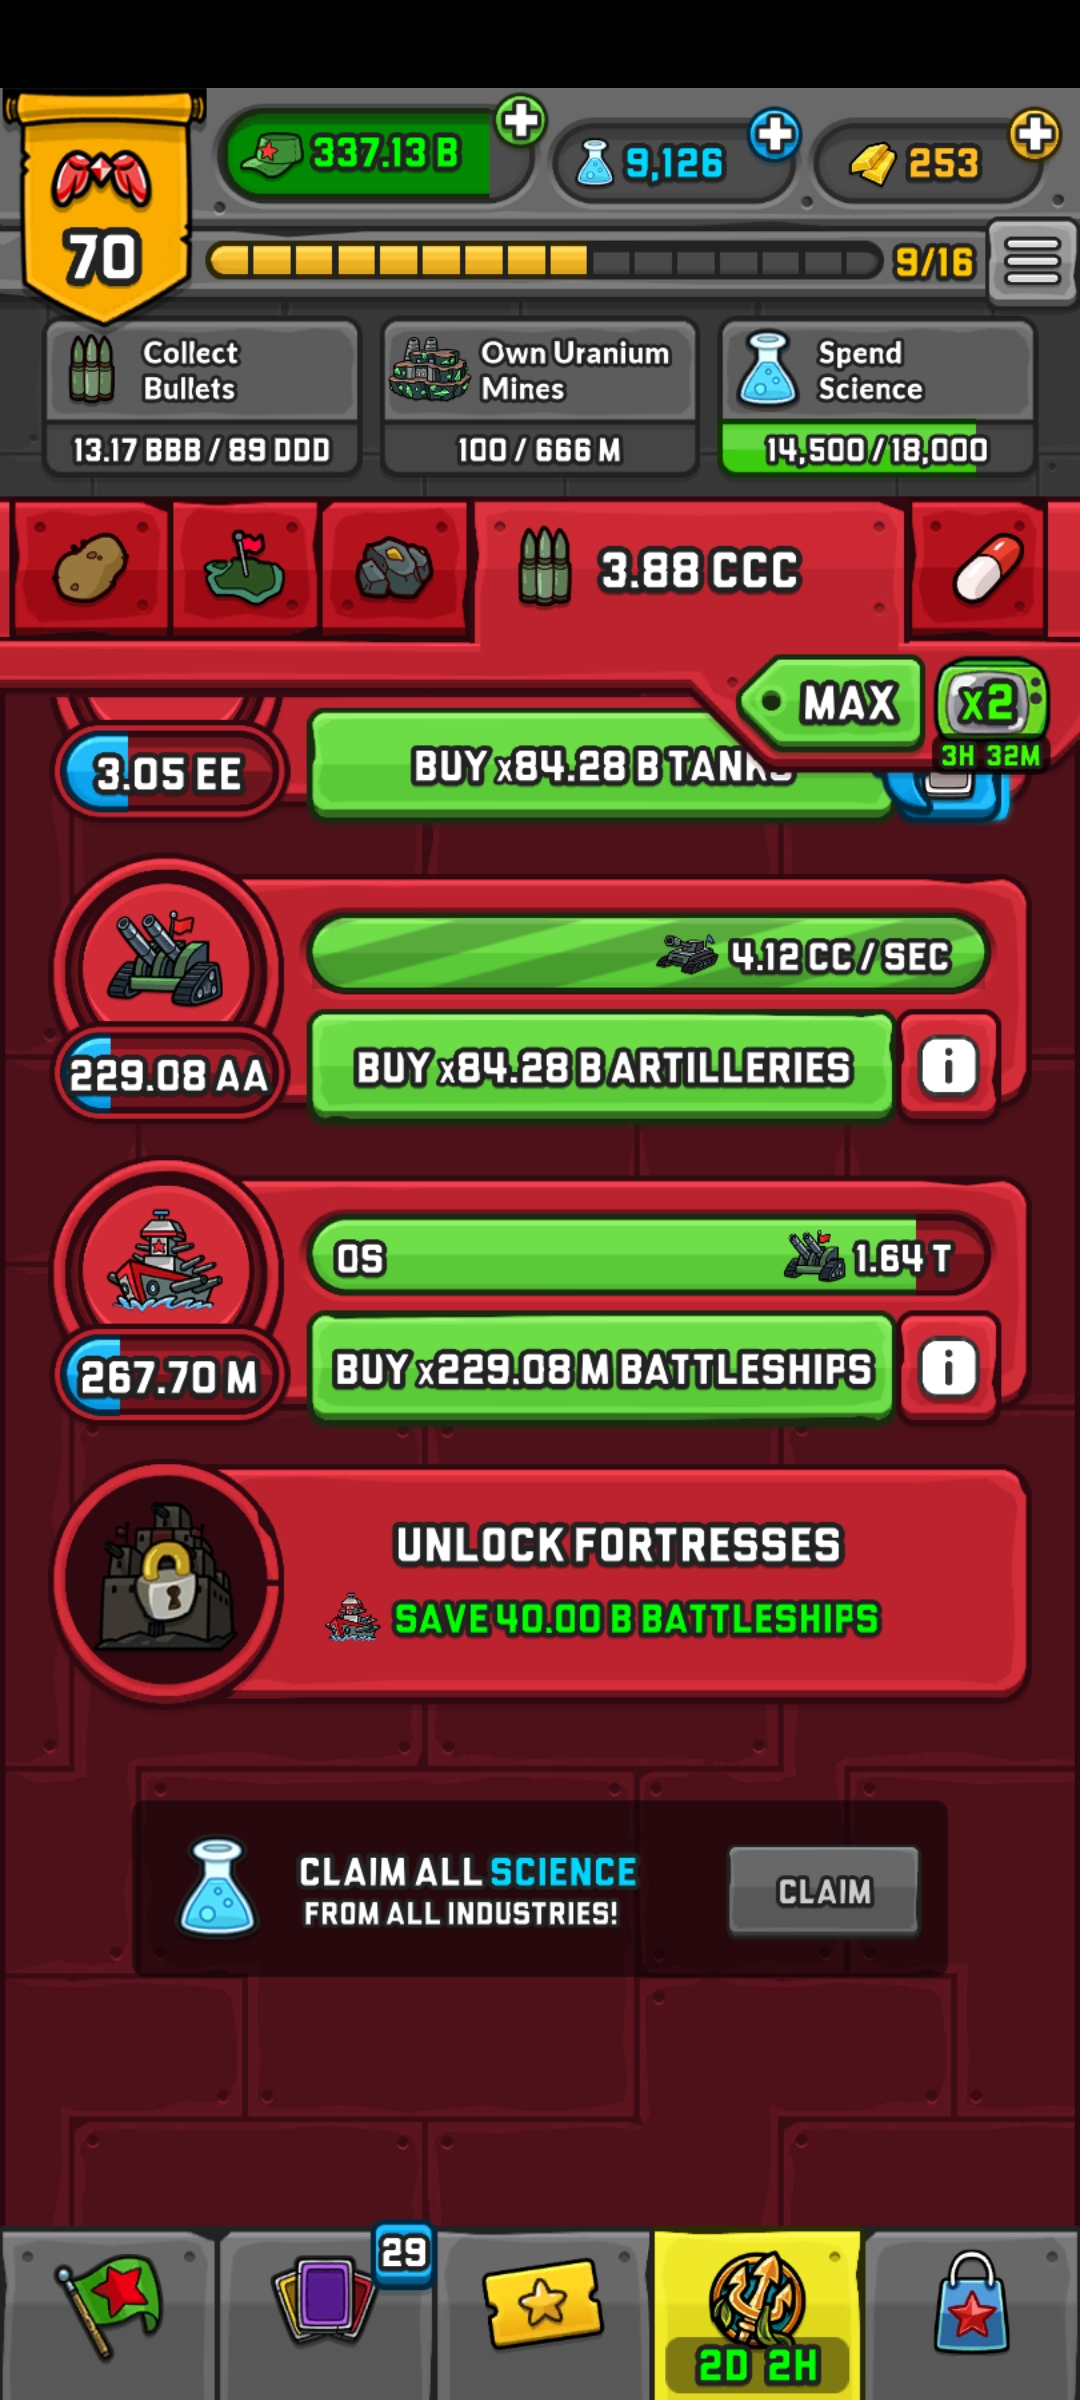 337.13 B
9,126
253
70
9/16
Collect
Bullets
13.17 BBB / 89 DDD
Own Uranium
Mines
100 / 666 M
Spend
Science
14,500 / 18,000
3.88 CCC
MAX
x2
3H 32M
3.05 EE
BUY x84.28 B TANKS
4.12 CC / SEC
229.08 AA
BUY x84.28 B ARTILLERIES
i
0S
1.64 T
267.70 M
BUY x229.08 M BATTLESHIPS
i
UNLOCK FORTRESSES
SAVE 40.00 B BATTLESHIPS
CLAIM ALL SCIENCE
FROM ALL INDUSTRIES!
CLAIM
29
2D 2H